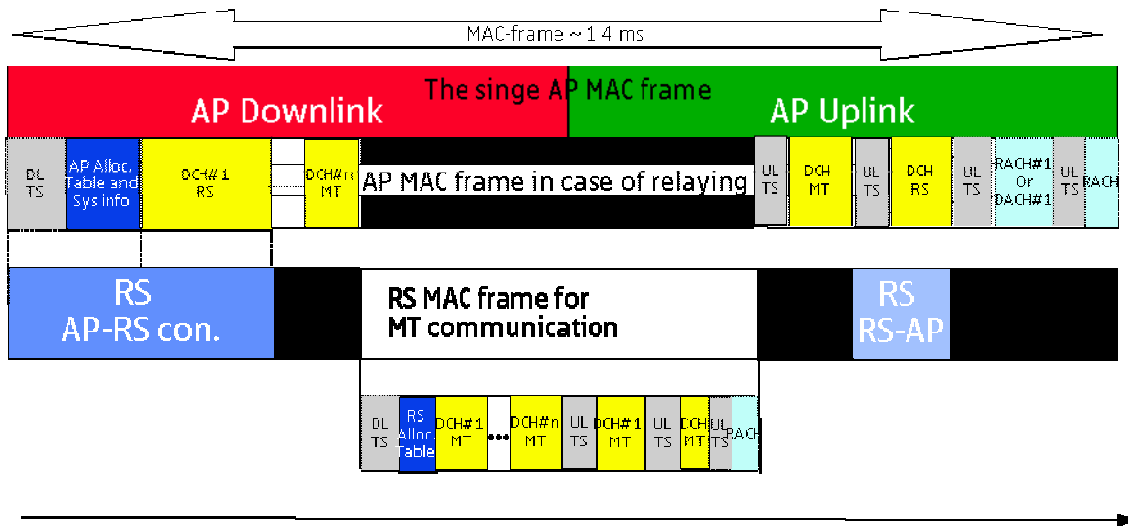 MAC-frame ~ 1 4 ms
The singe AP MAC frame
AP Downlink
AP Uplink
DL
TS
AP Alloc.
Table and
Sys info
DCH#1
RS
DCH#n
MT
AP MAC frame in case of relaying
UL
TS
DCH
MT
UL
TS
DCH
RS
UL
TS
RACH#1
Or
DACH#1
UL
TS
RACH
RS
AP-RS con.
RS MAC frame for
MT communication
RS
RS-AP
DL
TS
RS
Alloc.
Table
DCH#1
MT
...
DCH#n
MT
UL
TS
DCH#1
MT
UL
TS
DCH
MT
UL
TS
RACH